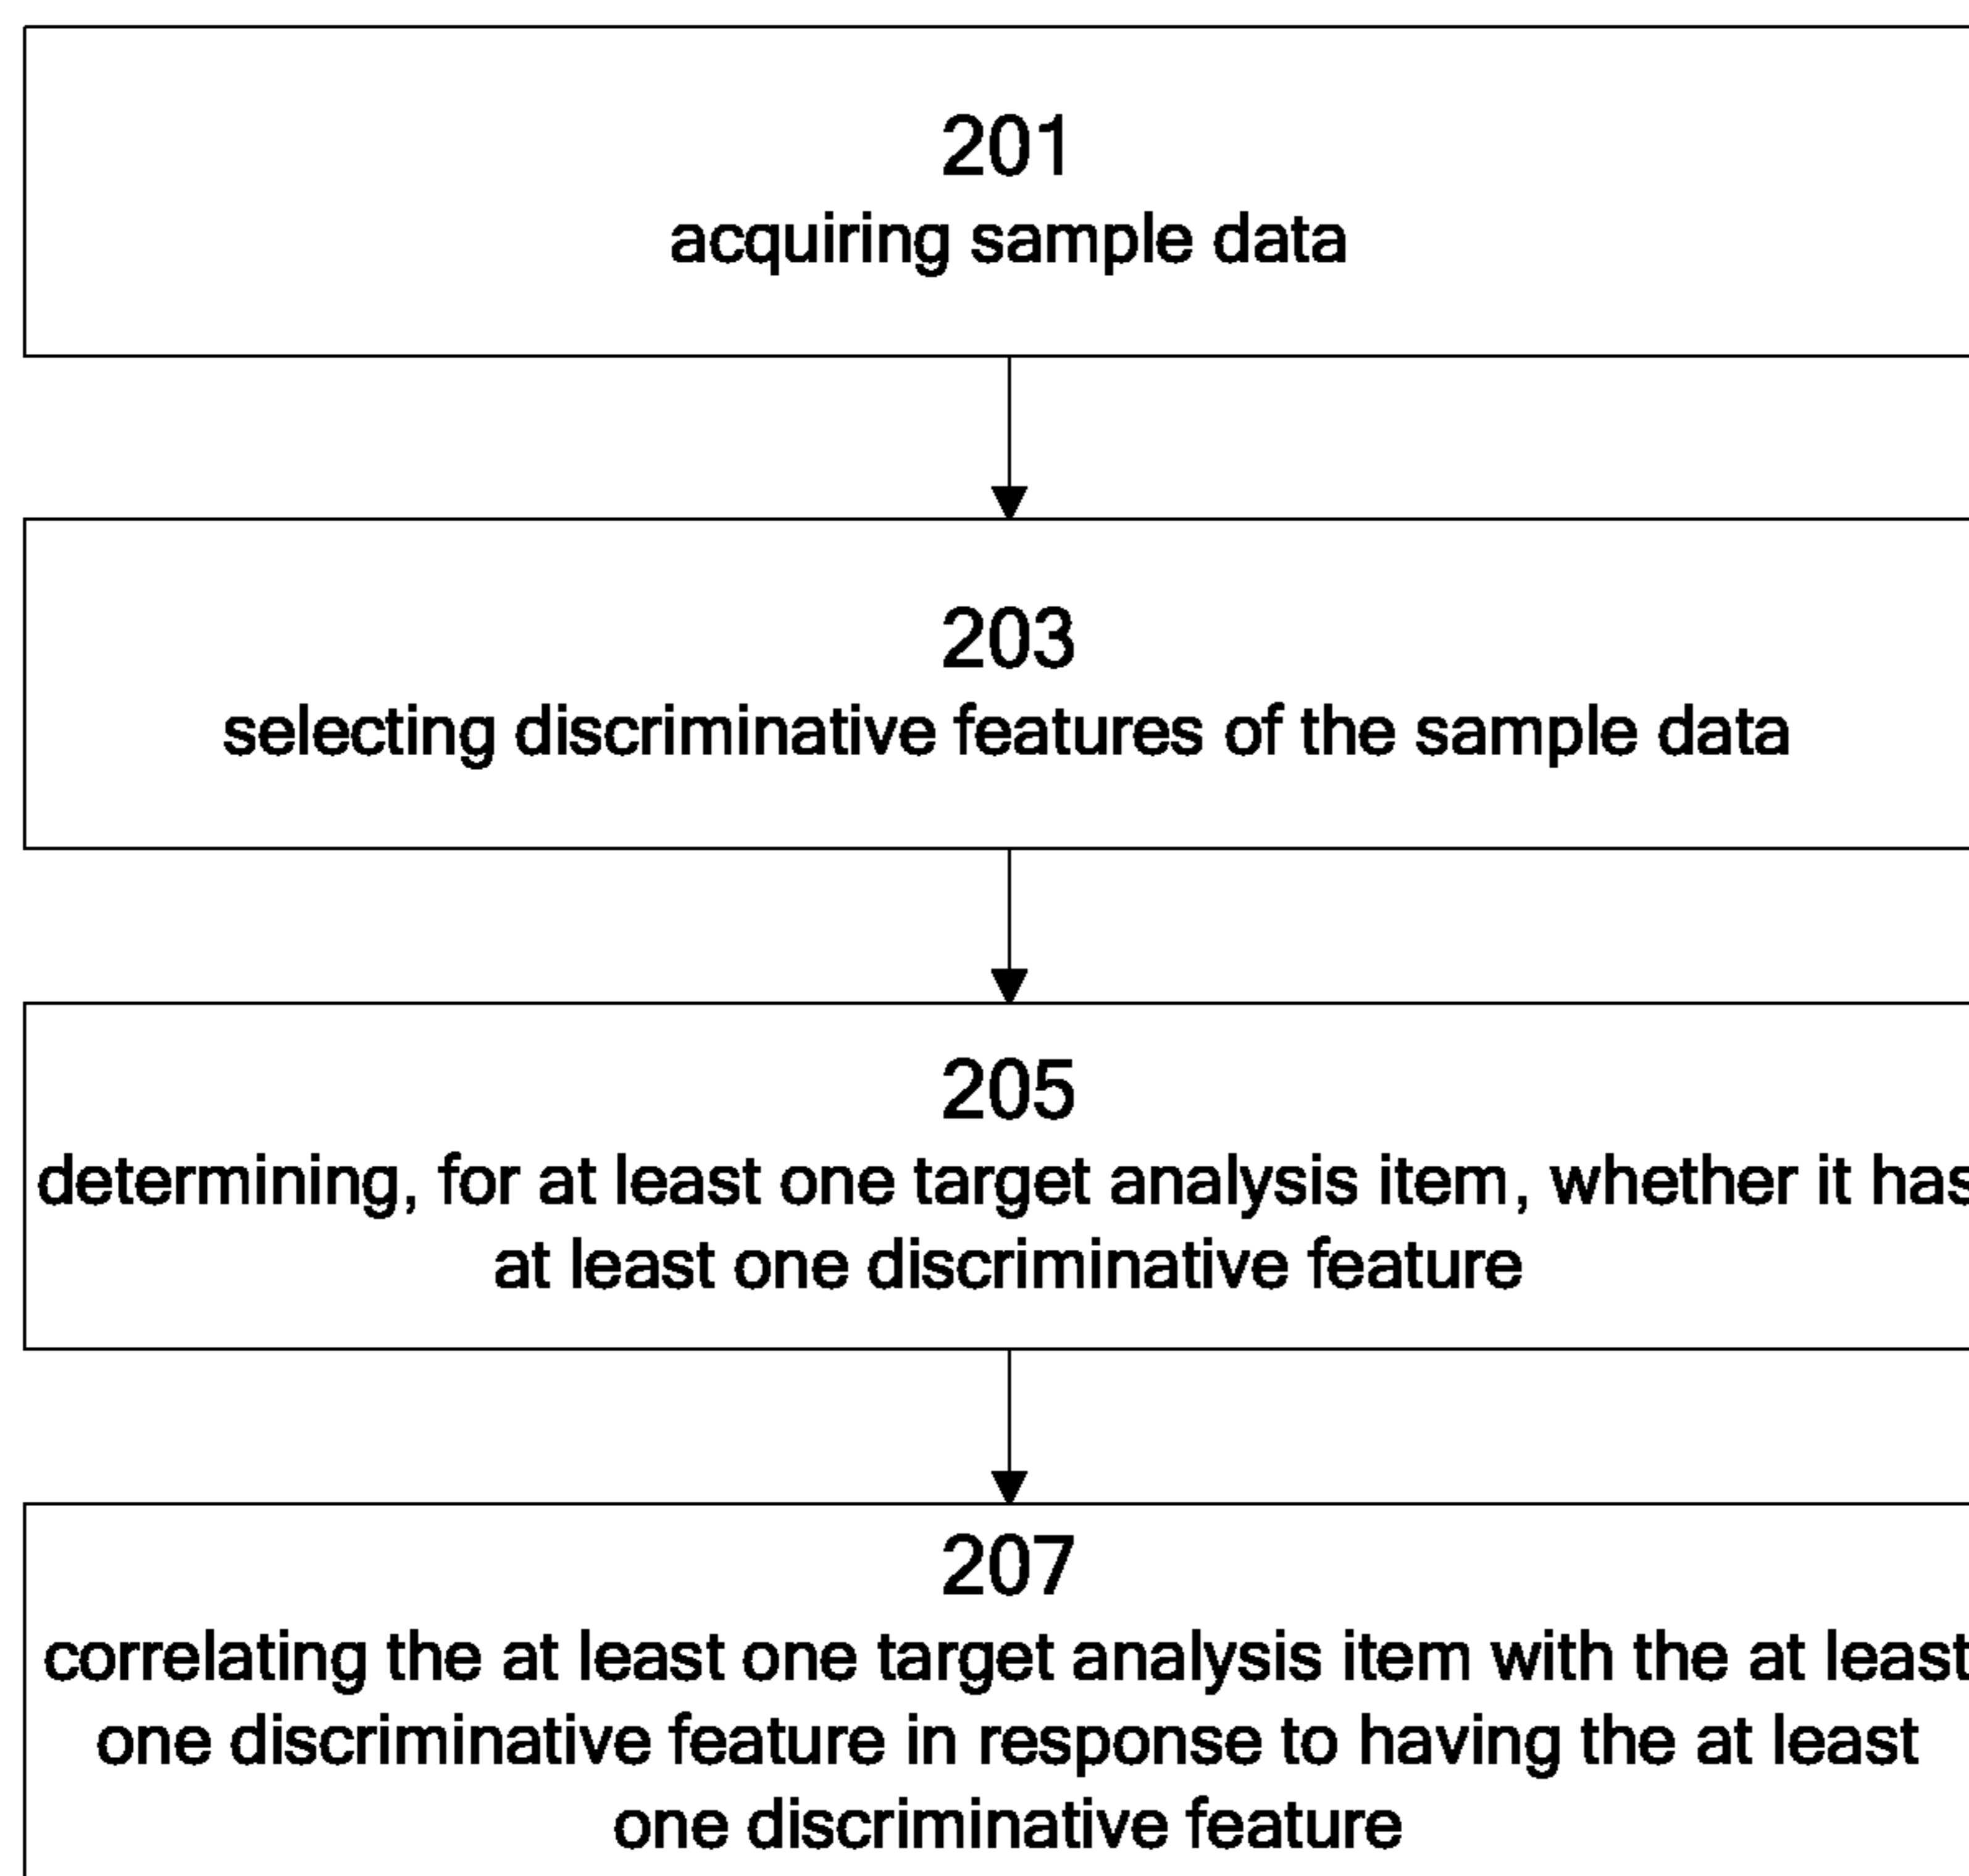 201
acquiring sample data
203
selecting discriminative features of the sample data
205
determining, for at least one target analysis item, whether it has
at least one discriminative feature
207
correlating the at least one target analysis item with the at least
one discriminative feature in response to having the at least
one discriminative feature